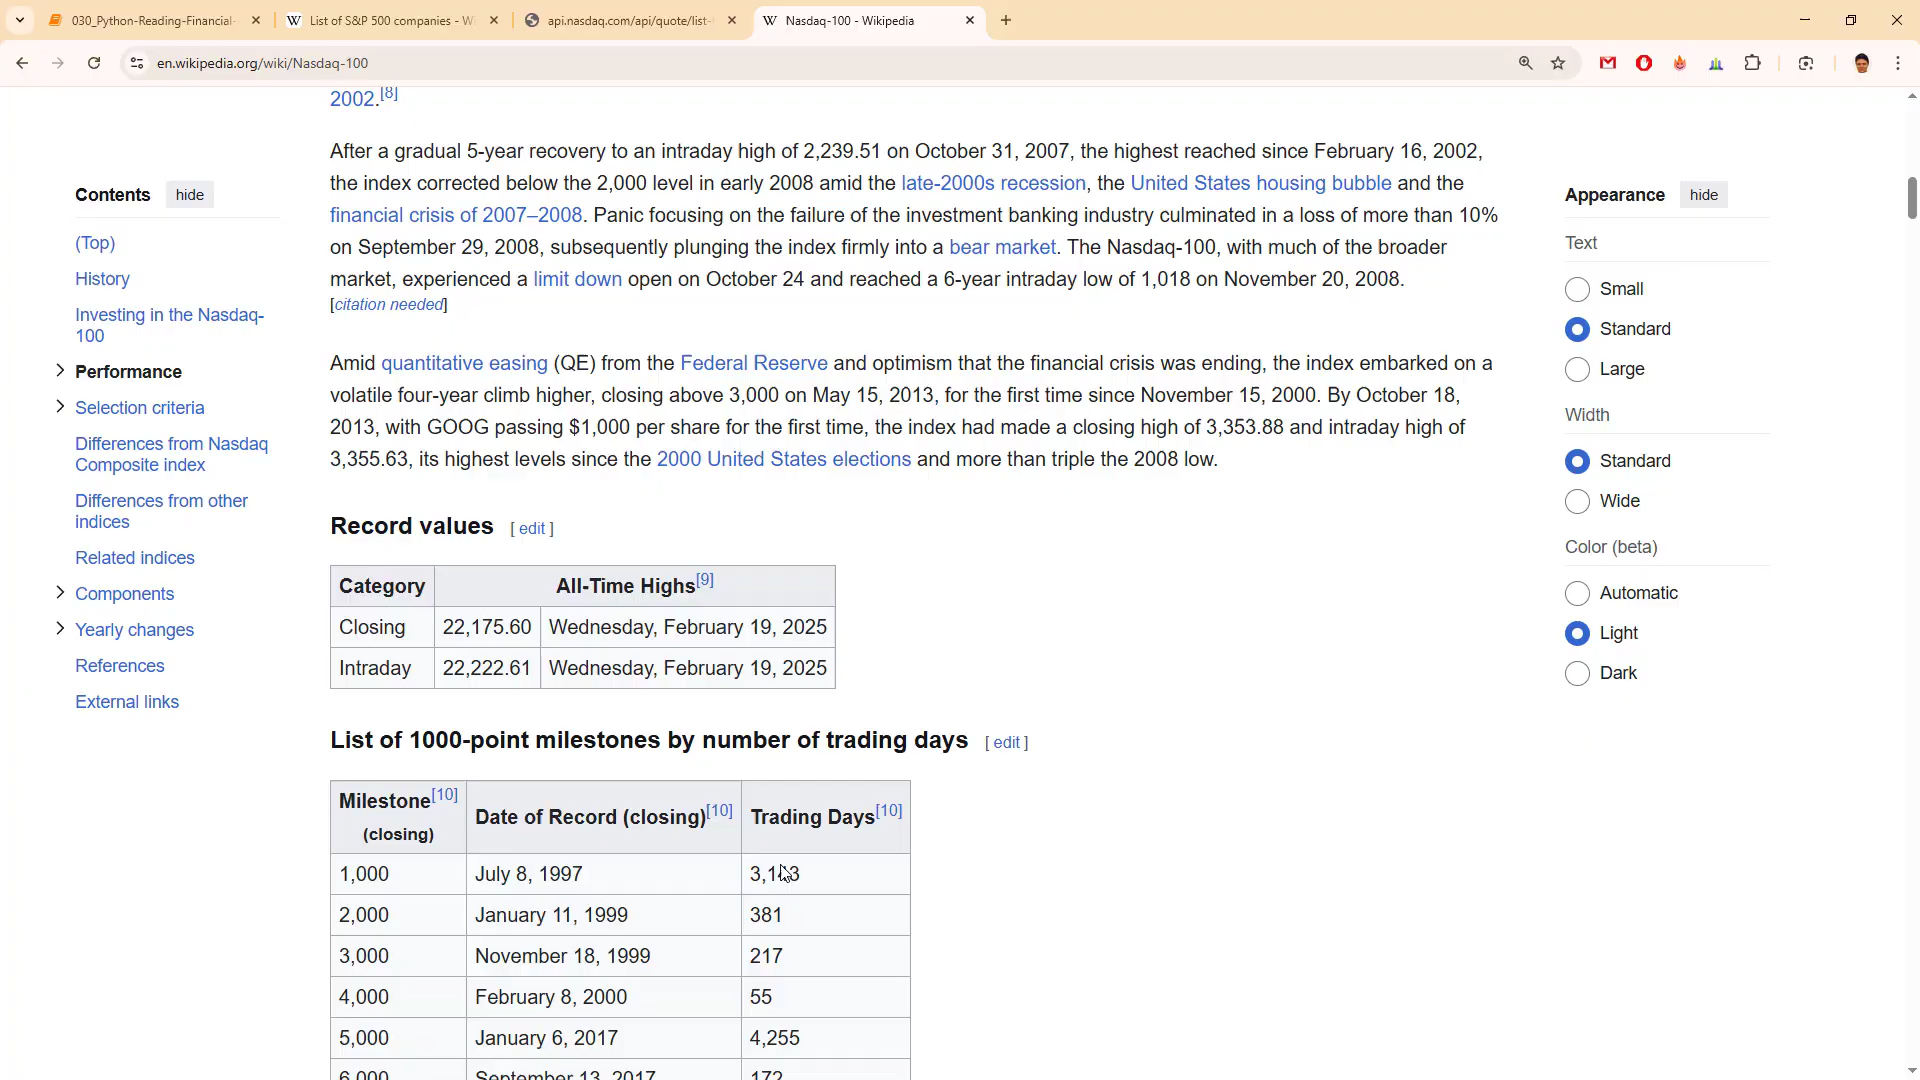 030_Python-Reading-Financial-
List of S&P 500 companies - W
api.nasdaq.com/api/quote/list-
Nasdaq-100 - Wikipedia
en.wikipedia.org/wiki/Nasdaq-100
2002.[8]
After a gradual 5-year recovery to an intraday high of 2,239.51 on October 31, 2007, the highest reached since February 16, 2002,
the index corrected below the 2,000 level in early 2008 amid the late-2000s recession, the United States housing bubble and the
financial crisis of 2007–2008. Panic focusing on the failure of the investment banking industry culminated in a loss of more than 10%
on September 29, 2008, subsequently plunging the index firmly into a bear market. The Nasdaq-100, with much of the broader
market, experienced a limit down open on October 24 and reached a 6-year intraday low of 1,018 on November 20, 2008.
[citation needed]
Amid quantitative easing (QE) from the Federal Reserve and optimism that the financial crisis was ending, the index embarked on a
volatile four-year climb higher, closing above 3,000 on May 15, 2013, for the first time since November 15, 2000. By October 18,
2013, with GOOG passing $1,000 per share for the first time, the index had made a closing high of 3,353.88 and intraday high of
3,355.63, its highest levels since the 2000 United States elections and more than triple the 2008 low.
Record values [ edit ]
Category All-Time Highs[9]
Closing 22,175.60 Wednesday, February 19, 2025
Intraday 22,222.61 Wednesday, February 19, 2025
List of 1000-point milestones by number of trading days [ edit ]
Milestone[10]
(closing)
Date of Record (closing)[10] Trading Days[10]
1,000 July 8, 1997
2,000 January 11, 1999 381
3,000 November 18, 1999 217
4,000 February 8, 2000 55
5,000 January 6, 2017 4,255
6,000 September 13, 2017 172
Contents hide
(Top)
History
Investing in the Nasdaq-
100
Performance
Selection criteria
Differences from Nasdaq
Composite index
Differences from other
indices
Related indices
Components
Yearly changes
References
External links
Appearance hide
Text
Small
Standard
Large
Width
Standard
Wide
Color (beta)
Automatic
Light
Dark